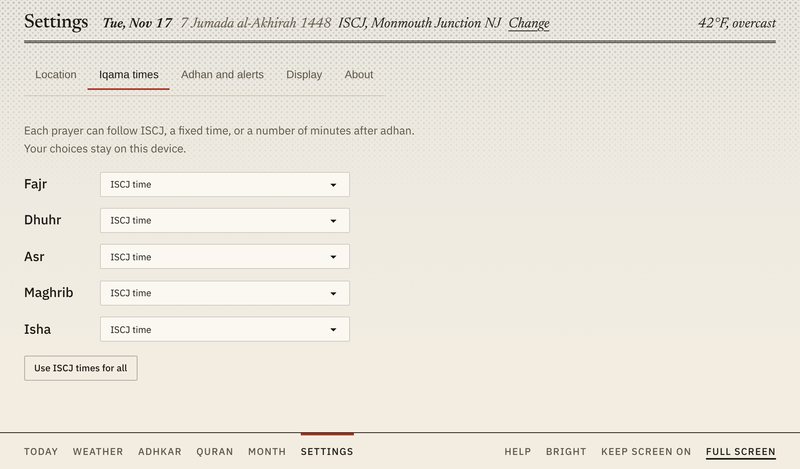 Settings Tue, Nov 17 7 Jumada al-Akhirah 1448 ISCJ, Monmouth Junction NJ Change 42°F, overcast
Location Iqama times Adhan and alerts Display About
Each prayer can follow ISCJ, a fixed time, or a number of minutes after adhan.
Your choices stay on this device.
Fajr ISCJ time
Dhuhr ISCJ time
Asr ISCJ time
Maghrib ISCJ time
Isha ISCJ time
Use ISCJ times for all
TODAY WEATHER ADHKAR QURAN MONTH SETTINGS HELP BRIGHT KEEP SCREEN ON FULL SCREEN